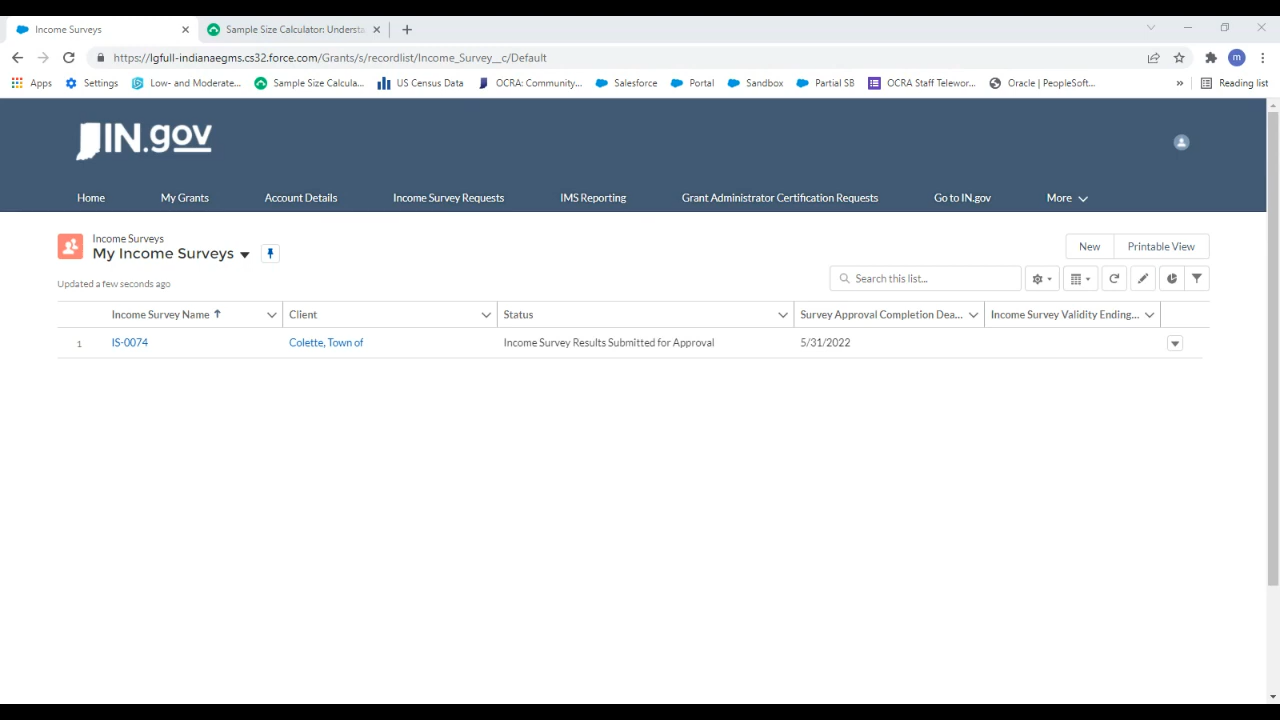 Income Surveys
Sample Size Calculator: Understa
https://lgfull-indianaegms.cs32.force.com/Grants/s/recordlist/Income_Survey__c/Default
m
Apps Settings Low- and Moderate... Sample Size Calcula... US Census Data OCRA: Community... Salesforce Portal Sandbox Partial SB OCRA Staff Telewor... Oracle | PeopleSoft... » Reading list
IN.gov
Home My Grants Account Details Income Survey Requests IMS Reporting Grant Administrator Certification Requests Go to IN.gov More
Income Surveys
My Income Surveys
New Printable View
Updated a few seconds ago
Search this list...
Income Survey Name Client Status Survey Approval Completion Dea... Income Survey Validity Ending...
1 IS-0074 Colette, Town of Income Survey Results Submitted for Approval 5/31/2022